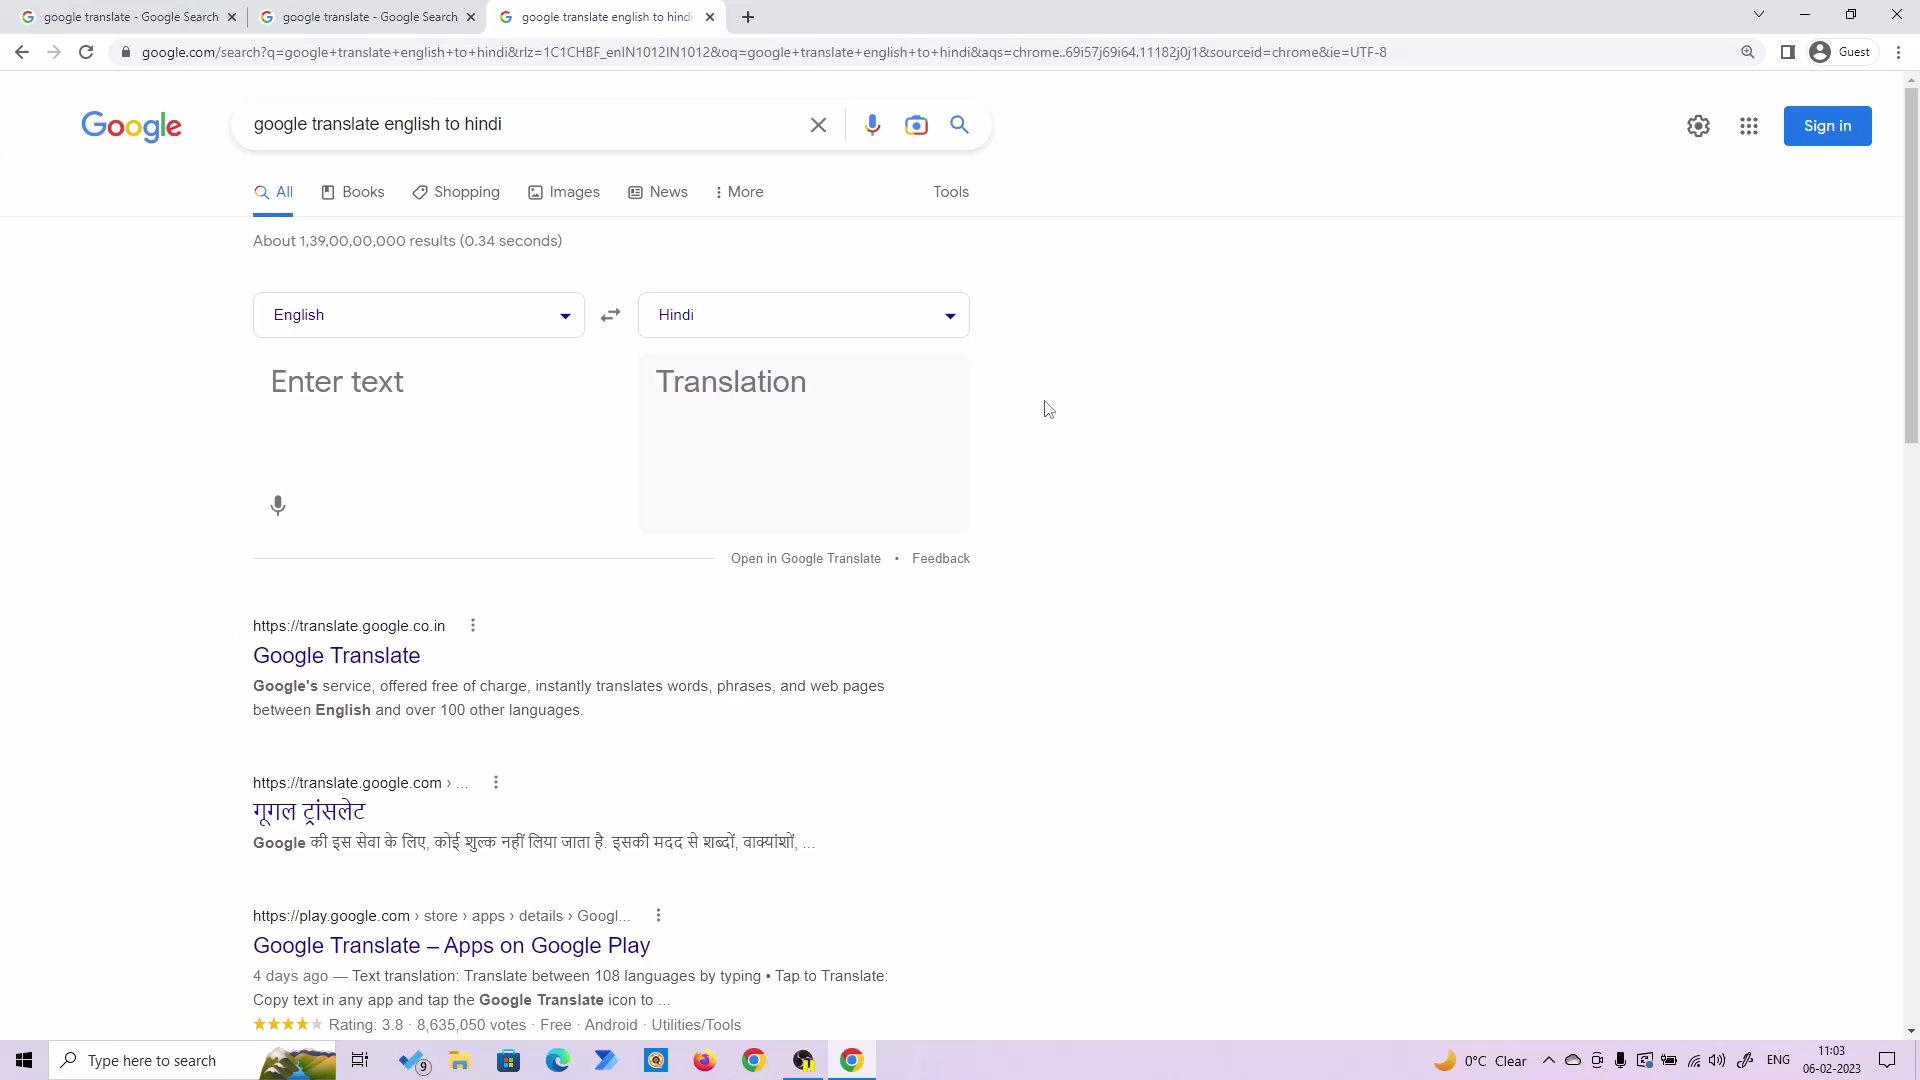 google translate - Google Search
google translate - Google Search
google translate english to hindi
google.com/search?q=google+translate+english+to+hindi&rlz=1C1CHBF_enIN1012IN1012&oq=google+translate+english+to+hindi&aqs=chrome..69i57j69i64.11182j0j1&sourceid=chrome&ie=UTF-8
Guest
Google
google translate english to hindi
Sign in
All
Books
Shopping
Images
News
More
Tools
About 1,39,00,00,000 results (0.34 seconds)
English
Hindi
Enter text
Translation
Open in Google Translate • Feedback
https://translate.google.co.in
Google Translate
Google's service, offered free of charge, instantly translates words, phrases, and web pages
between English and over 100 other languages.
https://translate.google.com › ...
गूगल ट्रांसलेट
Google की इस सेवा के लिए, कोई शुल्क नहीं लिया जाता है. इसकी मदद से शब्दों, वाक्यांशों, ...
https://play.google.com › store › apps › details › Googl...
Google Translate – Apps on Google Play
4 days ago — Text translation: Translate between 108 languages by typing • Tap to Translate:
Copy text in any app and tap the Google Translate icon to ...
Rating: 3.8 · 8,635,050 votes · Free · Android · Utilities/Tools
Type here to search
9
0°C Clear
ENG
11:03
06-02-2023